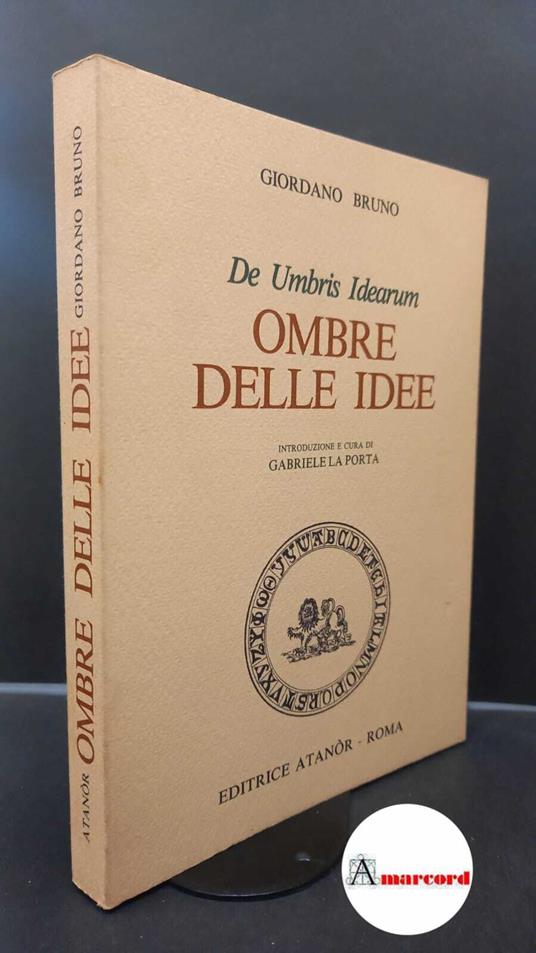 GIORDANO BRUNO
De Umbris Idearum
OMBRE
DELLE IDEE
INTRODUZIONE E CURA DI
GABRIELE LA PORTA
EDITRICE ATANÒR - ROMA
ATANÒR OMBRE DELLE IDEE GIORDANO BRUNO
Amarcord